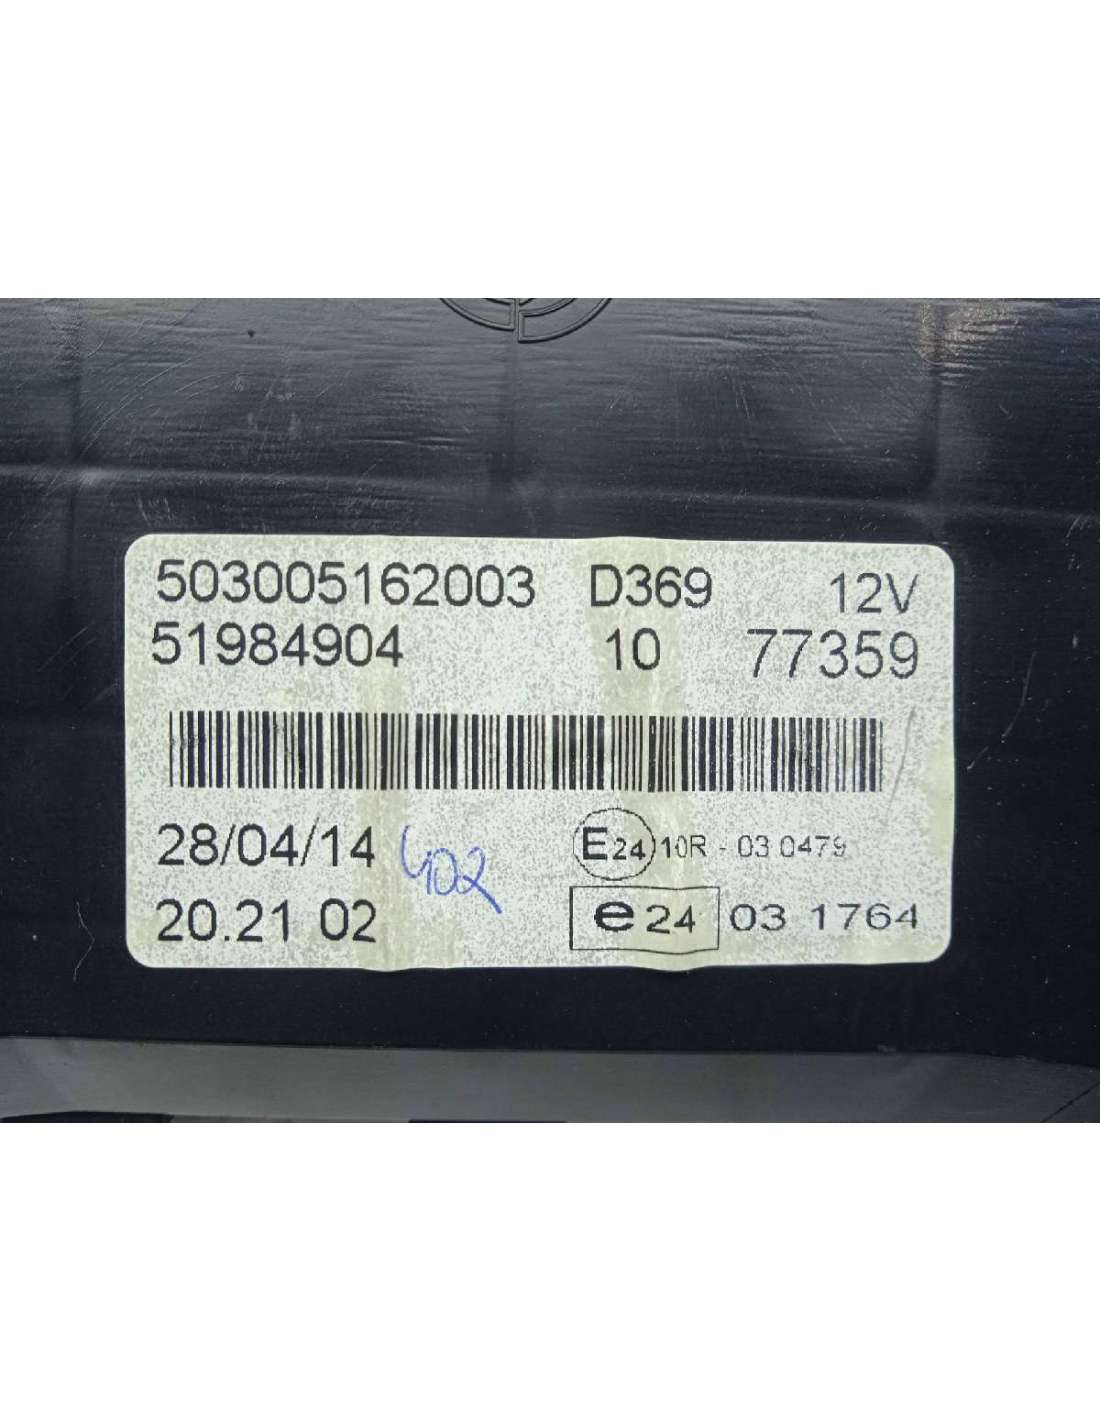 503005162003 D369 12V
51984904 10 77359
28/04/14 402 E24 10R - 03 0479
20.21 02 e24 03 1764